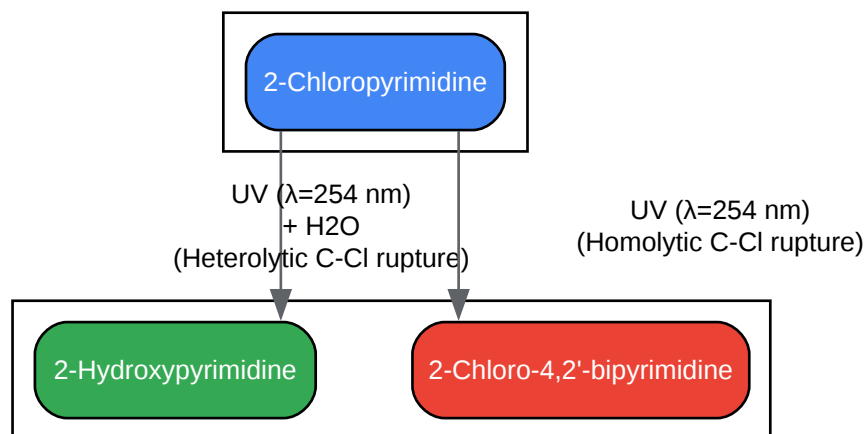 2-Chloropyrimidine
UV (λ=254 nm)
+ H2O
(Heterolytic C-Cl rupture)
UV (λ=254 nm)
(Homolytic C-Cl rupture)
2-Hydroxypyrimidine
2-Chloro-4,2'-bipyrimidine